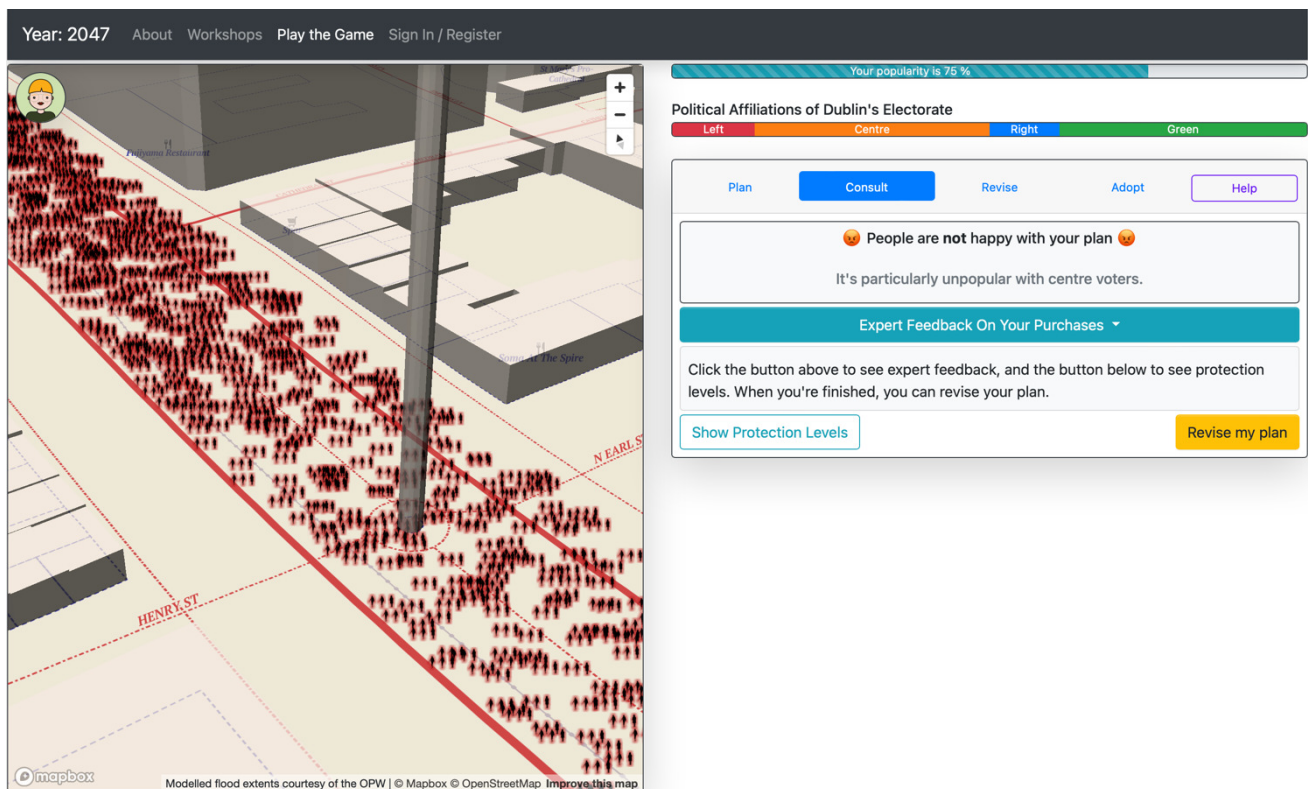 Year: 2047 About Workshops Play the Game Sign In / Register
Your popularity is 75 %
Political Affiliations of Dublin's Electorate
Left Centre Right Green
Plan Consult Revise Adopt Help
😡 People are not happy with your plan 😡
It's particularly unpopular with centre voters.
Expert Feedback On Your Purchases
Click the button above to see expert feedback, and the button below to see protection
levels. When you're finished, you can revise your plan.
Show Protection Levels Revise my plan
+
−
Fujiyama Restaurant
Spar
Soma At The Spire
N EARL S
HENRY ST
mapbox
Modelled flood extents courtesy of the OPW | © Mapbox © OpenStreetMap Improve this map